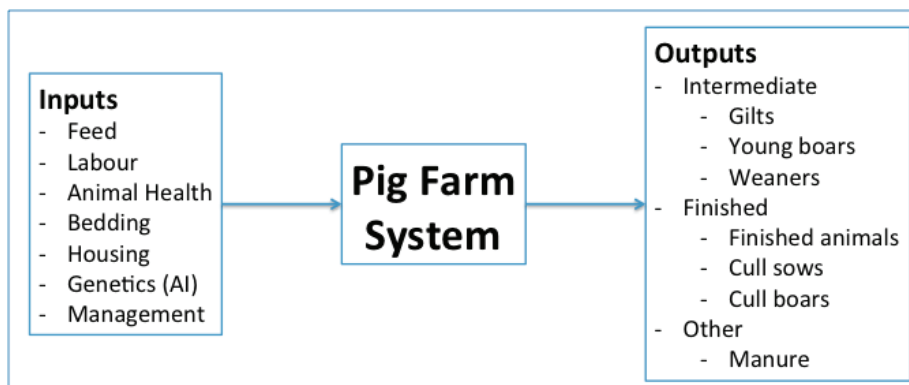 Inputs
- Feed
- Labour
- Animal Health
- Bedding
- Housing
- Genetics (AI)
- Management
Pig Farm
System
Outputs
- Intermediate
- Gilts
- Young boars
- Weaners
- Finished
- Finished animals
- Cull sows
- Cull boars
- Other
- Manure